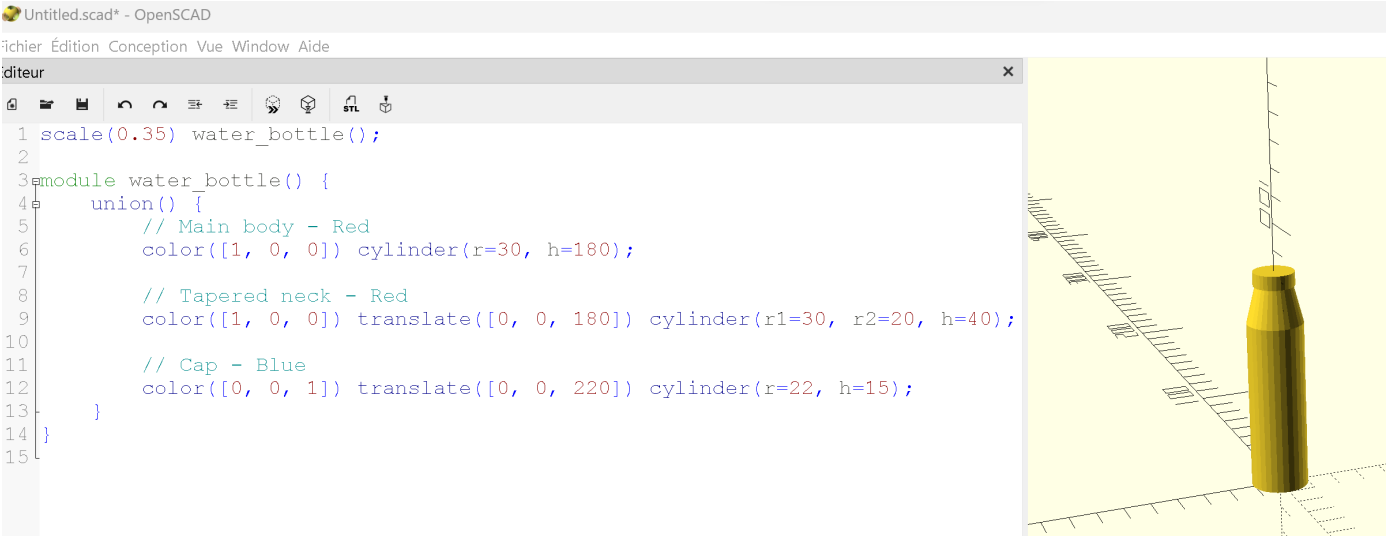 Untitled.scad* - OpenSCAD
ichier Édition Conception Vue Window Aide
diteur
STL
1 scale(0.35) water_bottle();
2
3 module water_bottle() {
4 union() {
5 // Main body - Red
6 color([1, 0, 0]) cylinder(r=30, h=180);
7
8 // Tapered neck - Red
9 color([1, 0, 0]) translate([0, 0, 180]) cylinder(r1=30, r2=20, h=40);
10
11 // Cap - Blue
12 color([0, 0, 1]) translate([0, 0, 220]) cylinder(r=22, h=15);
13 }
14 }
15